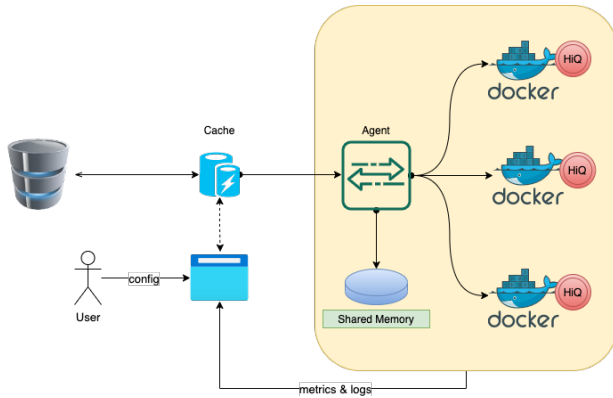 HiQ
docker
Cache
Agent
HiQ
docker
config
User
Shared Memory
HiQ
docker
metrics & logs